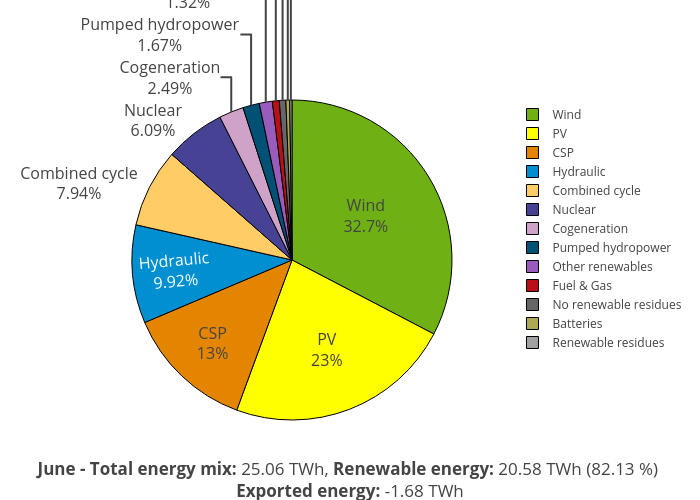 1.32%
Pumped hydropower
1.67%
Cogeneration
2.49%
Nuclear
6.09%
Combined cycle
7.94%
Hydraulic
9.92%
CSP
13%
PV
23%
Wind
32.7%
Wind
PV
CSP
Hydraulic
Combined cycle
Nuclear
Cogeneration
Pumped hydropower
Other renewables
Fuel & Gas
No renewable residues
Batteries
Renewable residues
June - Total energy mix: 25.06 TWh, Renewable energy: 20.58 TWh (82.13 %)
Exported energy: -1.68 TWh